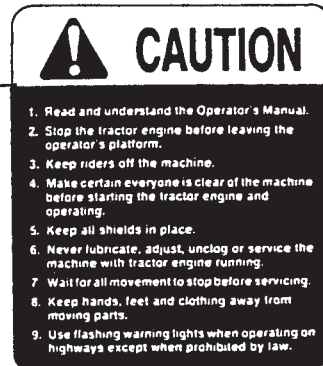 CAUTION
1. Read and understand the Operator's Manual.
2. Stop the tractor engine before leaving the
operator's platform.
3. Keep riders off the machine.
4. Make certain everyone is clear of the machine
before starting the tractor engine and
operating.
5. Keep all shields in place.
6. Never lubricate, adjust, unclog or service the
machine with tractor engine running.
7 Wait for all movement to stop before servicing.
8. Keep hands, feet and clothing away from
moving parts.
9. Use flashing warning lights when operating on
highways except when prohibited by law.